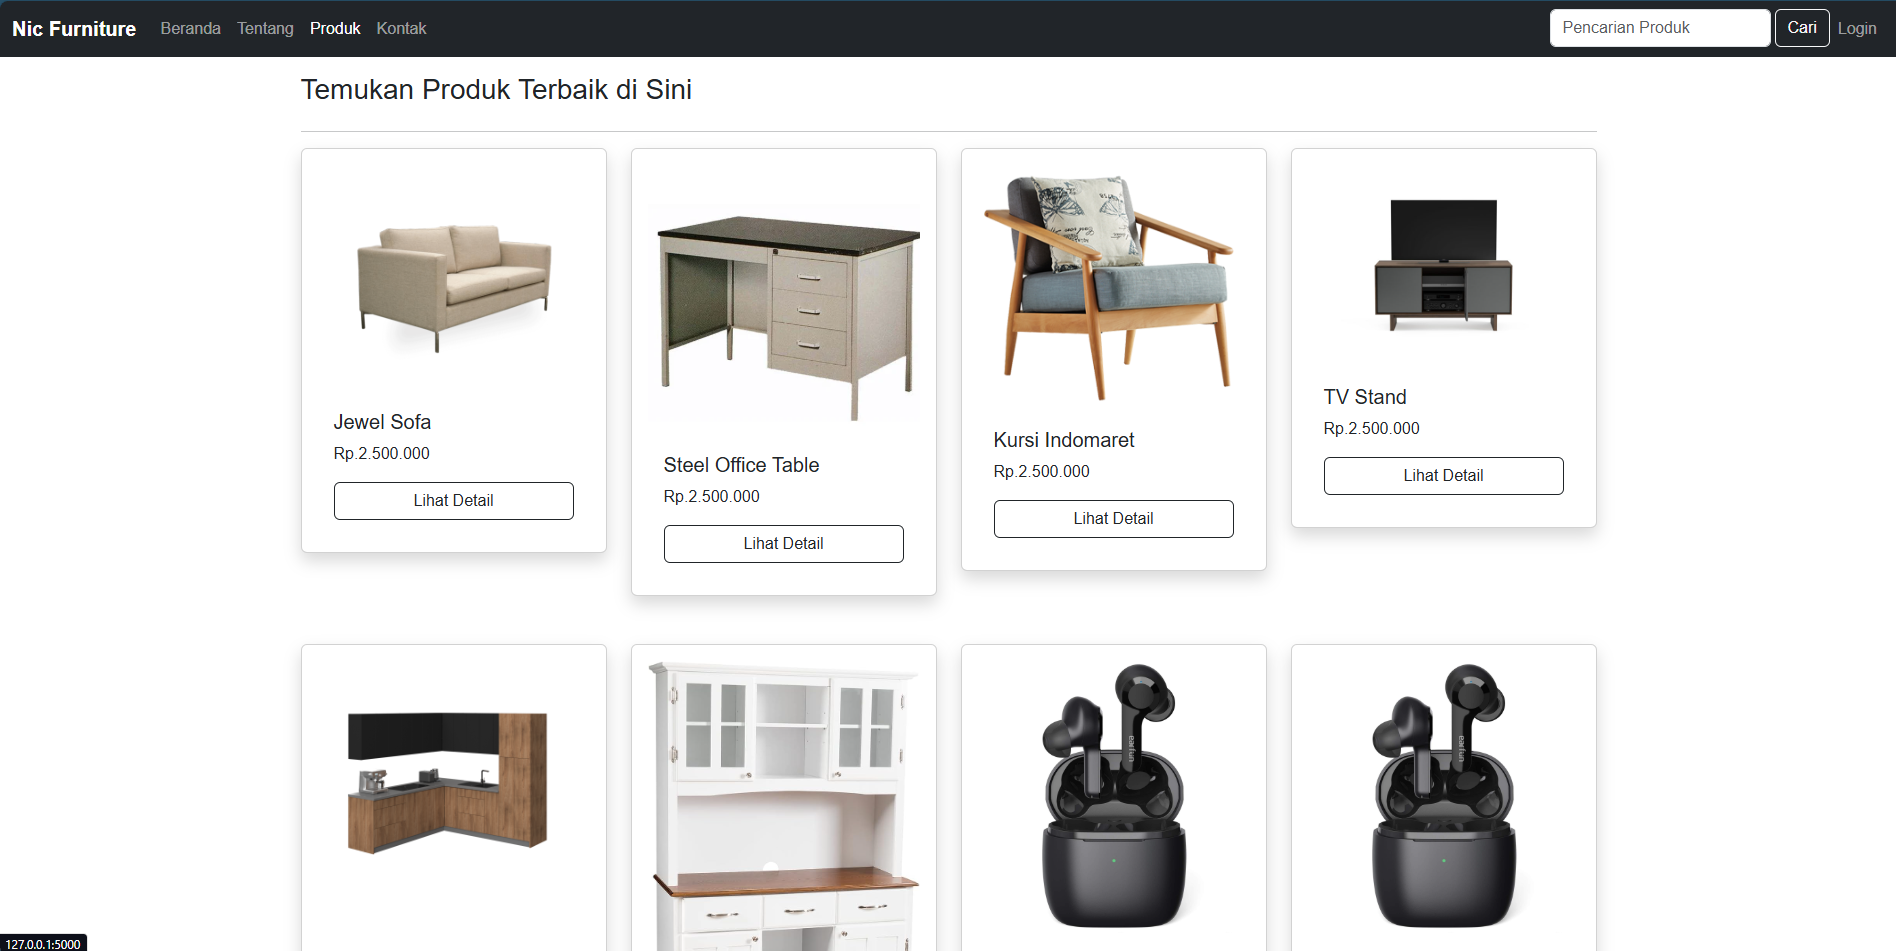 Nic Furniture Beranda Tentang Produk Kontak Pencarian Produk Cari Login
Temukan Produk Terbaik di Sini
Jewel Sofa
Rp.2.500.000
Lihat Detail
Steel Office Table
Rp.2.500.000
Lihat Detail
Kursi Indomaret
Rp.2.500.000
Lihat Detail
TV Stand
Rp.2.500.000
Lihat Detail
earfun
earfun
127.0.0.1:5000